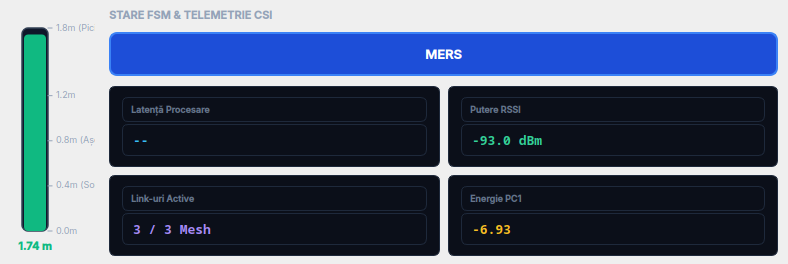 STARE FSM & TELEMETRIE CSI
1.8m (Pic
1.2m
0.8m (Aș
0.4m (So
0.0m
1.74 m
MERS
Latență Procesare
--
Putere RSSI
-93.0 dBm
Link-uri Active
3 / 3 Mesh
Energie PC1
-6.93